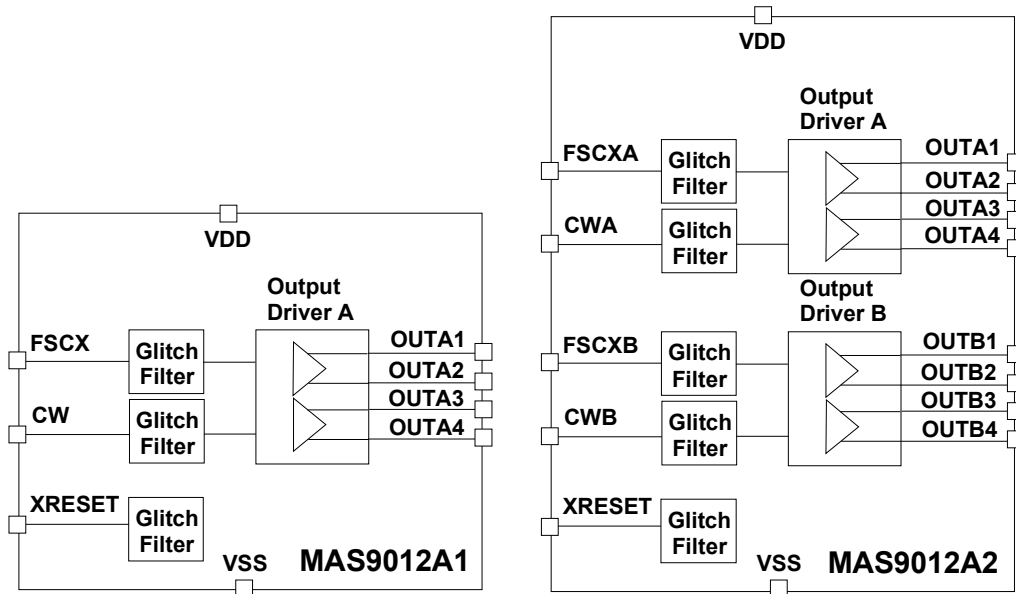 VDD
Output
Driver A
FSCX
Glitch
Filter
OUTA1
OUTA2
CW
Glitch
Filter
OUTA3
OUTA4
XRESET
Glitch
Filter
VSS
MAS9012A1
VDD
Output
Driver A
FSCXA
Glitch
Filter
OUTA1
OUTA2
CWA
Glitch
Filter
OUTA3
OUTA4
Output
Driver B
FSCXB
Glitch
Filter
OUTB1
OUTB2
CWB
Glitch
Filter
OUTB3
OUTB4
XRESET
Glitch
Filter
VSS
MAS9012A2